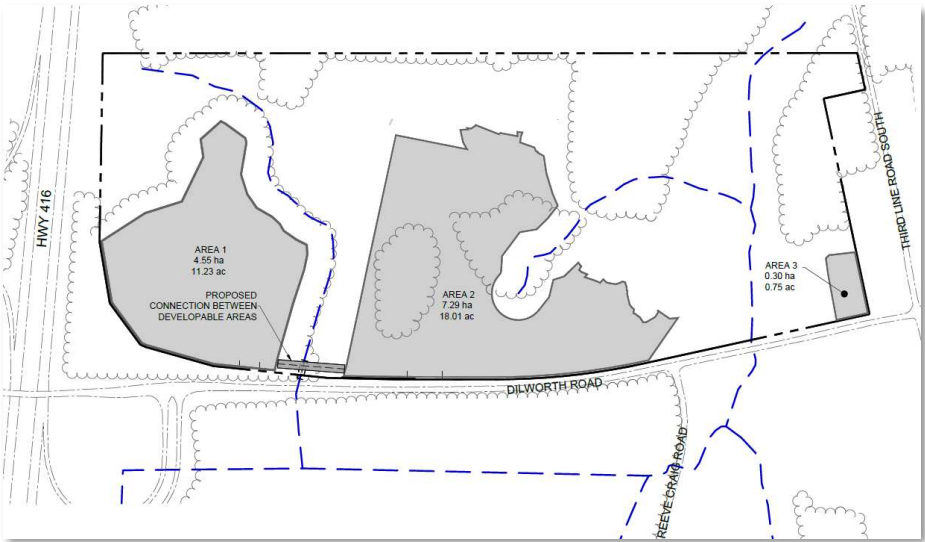 HWY 416
AREA 1
4.55 ha
11.23 ac
PROPOSED
CONNECTION BETWEEN
DEVELOPABLE AREAS
AREA 2
7.29 ha
18.01 ac
AREA 3
0.30 ha
0.75 ac
THIRD LINE ROAD SOUTH
DILWORTH ROAD
REEVE CRAIG ROAD